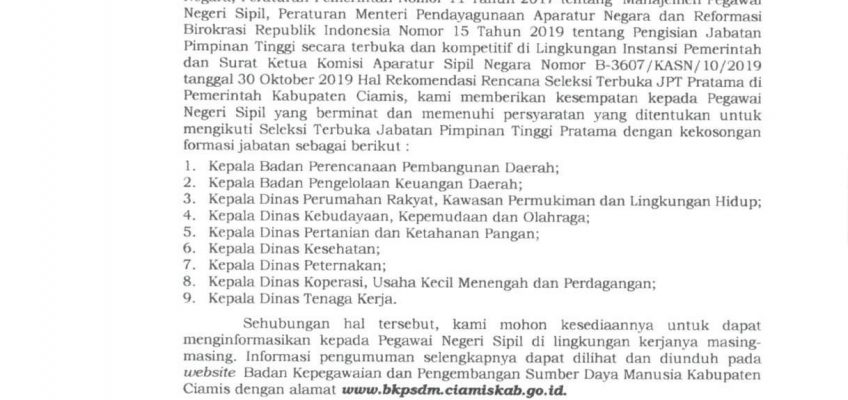 Negara, Peraturan Pemerintah Nomor 11 Tahun 2017 tentang Manajemen Pegawai
Negeri Sipil, Peraturan Menteri Pendayagunaan Aparatur Negara dan Reformasi
Birokrasi Republik Indonesia Nomor 15 Tahun 2019 tentang Pengisian Jabatan
Pimpinan Tinggi secara terbuka dan kompetitif di Lingkungan Instansi Pemerintah
dan Surat Ketua Komisi Aparatur Sipil Negara Nomor B-3607/KASN/10/2019
tanggal 30 Oktober 2019 Hal Rekomendasi Rencana Seleksi Terbuka JPT Pratama di
Pemerintah Kabupaten Ciamis, kami memberikan kesempatan kepada Pegawai
Negeri Sipil yang berminat dan memenuhi persyaratan yang ditentukan untuk
mengikuti Seleksi Terbuka Jabatan Pimpinan Tinggi Pratama dengan kekosongan
formasi jabatan sebagai berikut :
1. Kepala Badan Perencanaan Pembangunan Daerah;
2. Kepala Badan Pengelolaan Keuangan Daerah;
3. Kepala Dinas Perumahan Rakyat, Kawasan Permukiman dan Lingkungan Hidup;
4. Kepala Dinas Kebudayaan, Kepemudaan dan Olahraga;
5. Kepala Dinas Pertanian dan Ketahanan Pangan;
6. Kepala Dinas Kesehatan;
7. Kepala Dinas Peternakan;
8. Kepala Dinas Koperasi, Usaha Kecil Menengah dan Perdagangan;
9. Kepala Dinas Tenaga Kerja.
Sehubungan hal tersebut, kami mohon kesediaannya untuk dapat
menginformasikan kepada Pegawai Negeri Sipil di lingkungan kerjanya masing-
masing. Informasi pengumuman selengkapnya dapat dilihat dan diunduh pada
website Badan Kepegawaian dan Pengembangan Sumber Daya Manusia Kabupaten
Ciamis dengan alamat www.bkpsdm.ciamiskab.go.id.